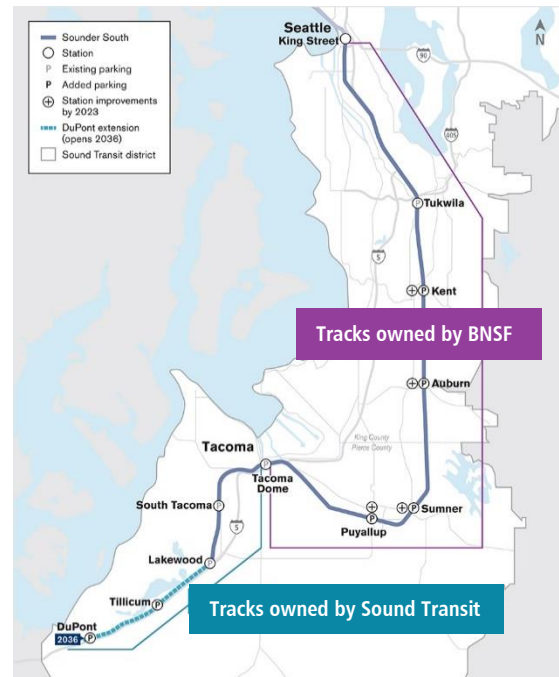 Sounder South
Station
P Existing parking
P Added parking
Station improvements
by 2023
DuPont extension
(opens 2036)
Sound Transit district
Seattle
King Street
N
90
405
P Tukwila
5
P Kent
Tracks owned by BNSF
P Auburn
King County
Pierce County
Tacoma
P
Tacoma
Dome
South Tacoma P
5
P Sumner
P
Puyallup
Lakewood P
Tillicum P
Tracks owned by Sound Transit
DuPont
2036 P